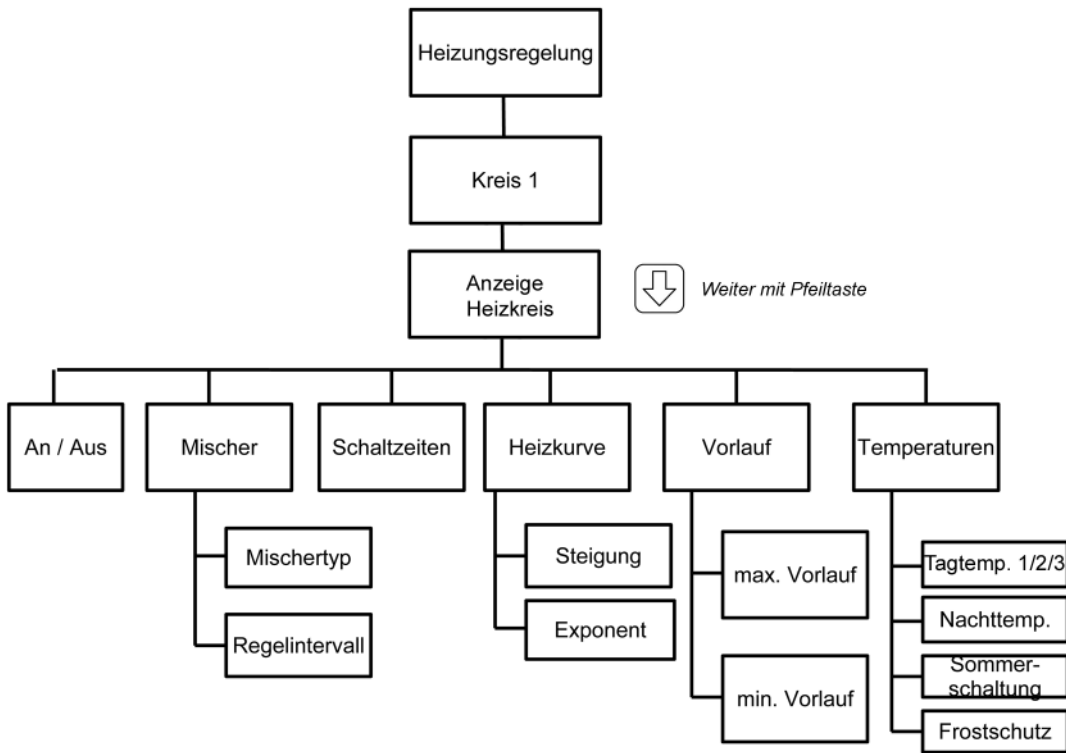 Heizungsregelung
Kreis 1
Anzeige
Heizkreis
Weiter mit Pfeiltaste
An / Aus
Mischer
Schaltzeiten
Heizkurve
Vorlauf
Temperaturen
Mischertyp
Regelintervall
Steigung
Exponent
max. Vorlauf
min. Vorlauf
Tagtemp. 1/2/3
Nachttemp.
Sommer-
schaltung
Frostschutz